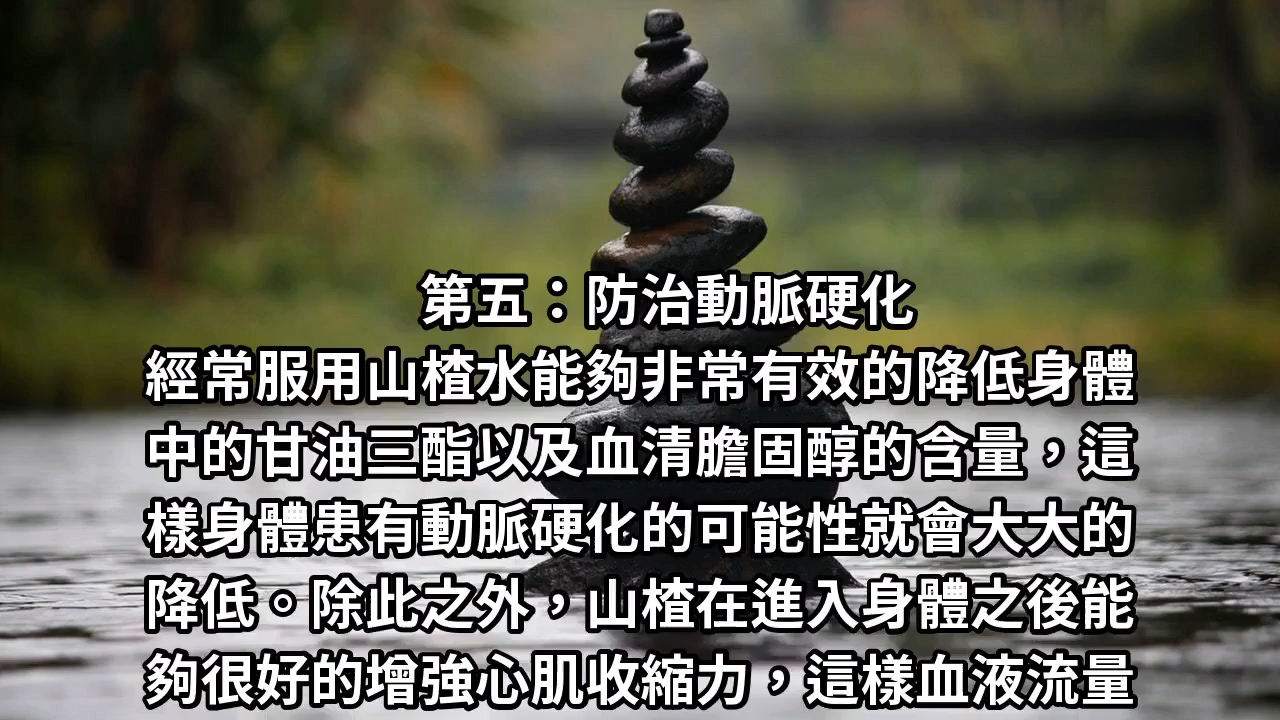 第五：防治動脈硬化
經常服用山楂水能夠非常有效的降低身體
中的甘油三酯以及血清膽固醇的含量，這
樣身體患有動脈硬化的可能性就會大大的
降低。除此之外，山楂在進入身體之後能
夠很好的增強心肌收縮力，這樣血液流量